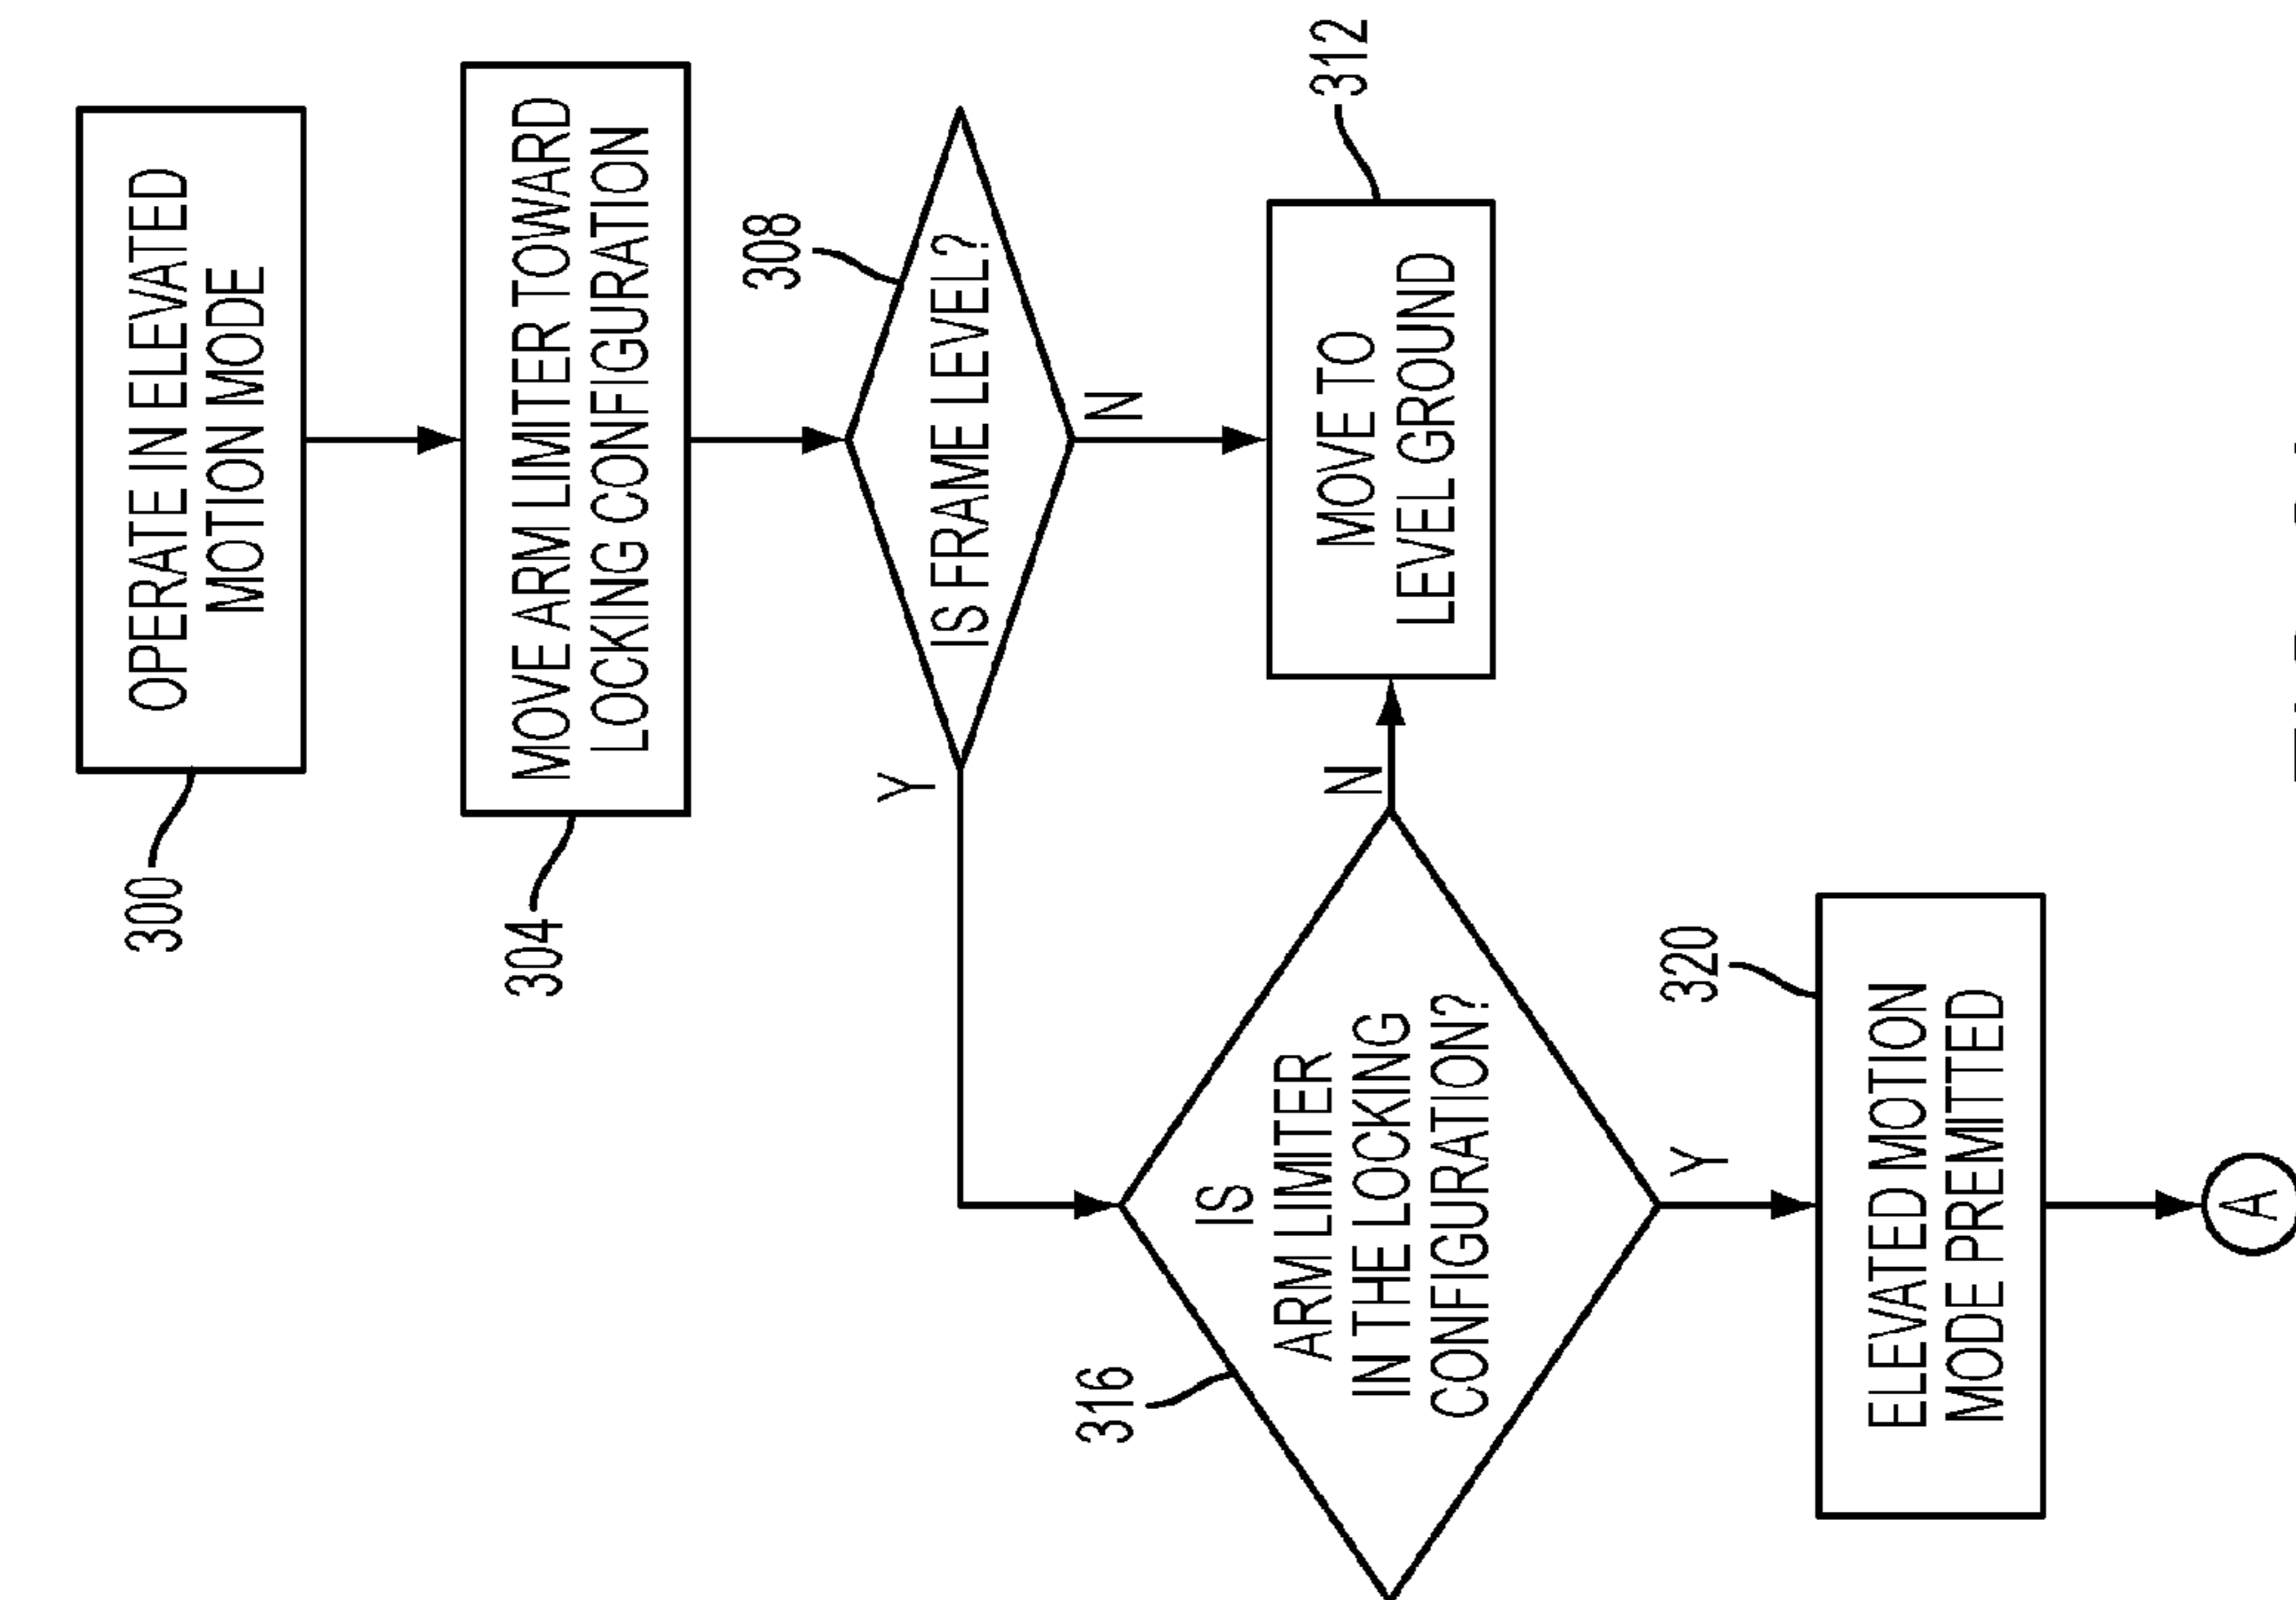 300
OPERATE IN ELEVATED
MOTION MODE
304
MOVE ARM LIMITER TOWARD
LOCKING CONFIGURATION
308
IS FRAME LEVEL?
Y
N
312
MOVE TO
LEVEL GROUND
316
IS
ARM LIMITER
IN THE LOCKING
CONFIGURATION?
N
Y
320
ELEVATED MOTION
MODE PREMITTED
A